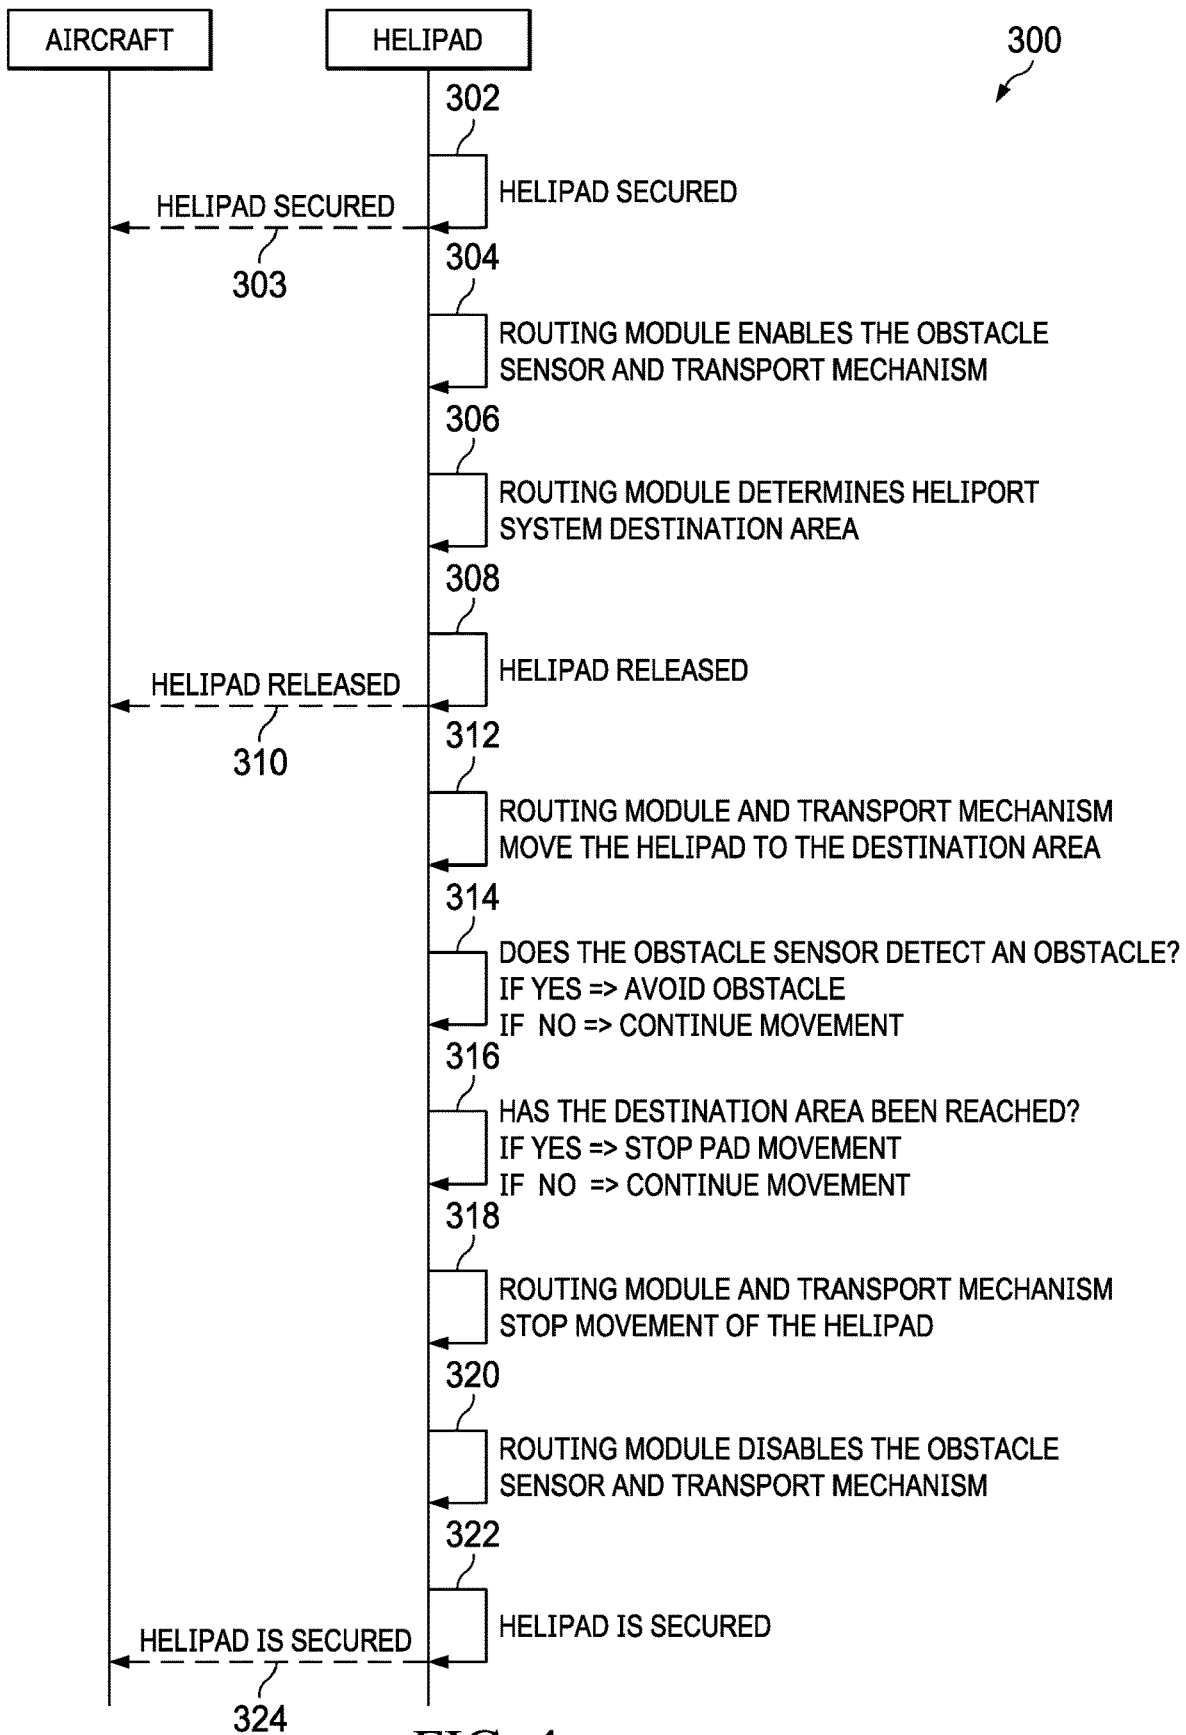 AIRCRAFT
HELIPAD
300
302
HELIPAD SECURED
HELIPAD SECURED
303
304
ROUTING MODULE ENABLES THE OBSTACLE
SENSOR AND TRANSPORT MECHANISM
306
ROUTING MODULE DETERMINES HELIPORT
SYSTEM DESTINATION AREA
308
HELIPAD RELEASED
HELIPAD RELEASED
310
312
ROUTING MODULE AND TRANSPORT MECHANISM
MOVE THE HELIPAD TO THE DESTINATION AREA
314
DOES THE OBSTACLE SENSOR DETECT AN OBSTACLE?
IF YES => AVOID OBSTACLE
IF NO => CONTINUE MOVEMENT
316
HAS THE DESTINATION AREA BEEN REACHED?
IF YES => STOP PAD MOVEMENT
IF NO => CONTINUE MOVEMENT
318
ROUTING MODULE AND TRANSPORT MECHANISM
STOP MOVEMENT OF THE HELIPAD
320
ROUTING MODULE DISABLES THE OBSTACLE
SENSOR AND TRANSPORT MECHANISM
322
HELIPAD IS SECURED
HELIPAD IS SECURED
324